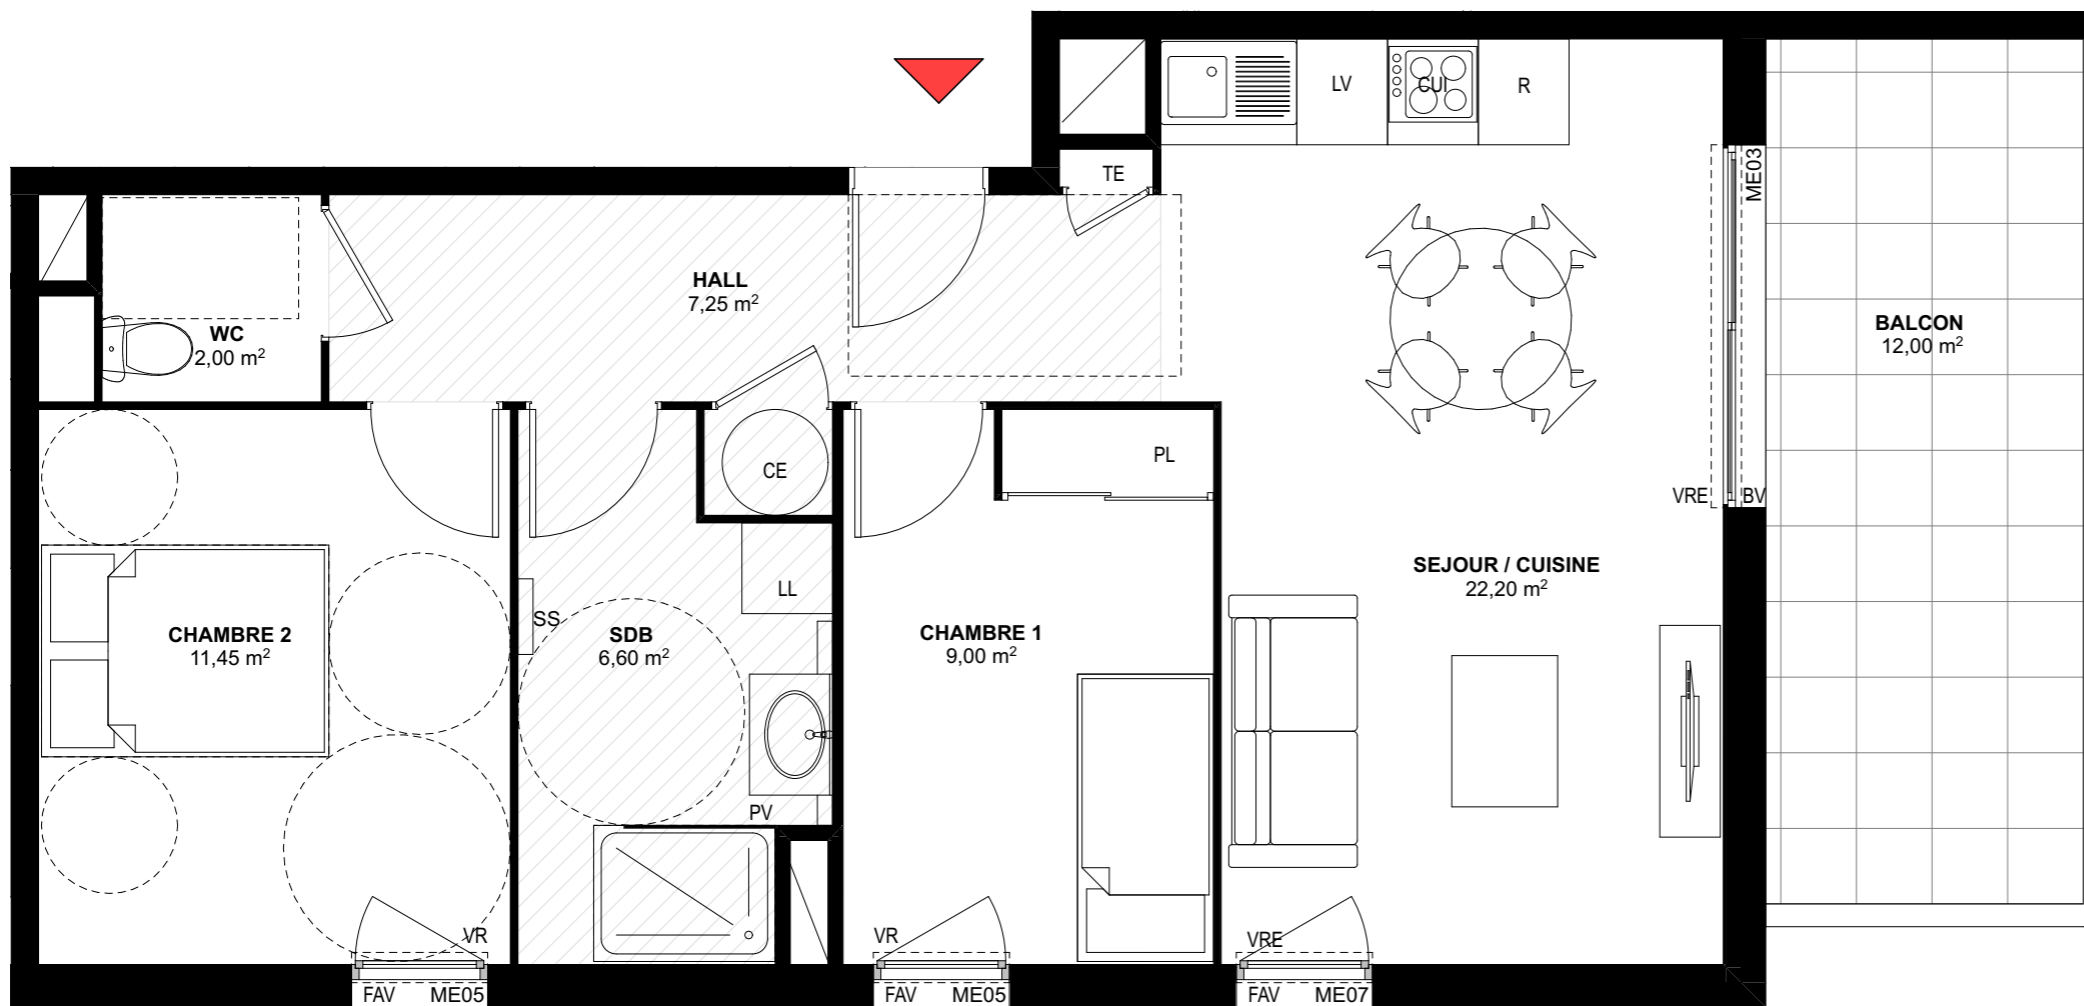 LV
CUI
R
TE
ME03
HALL
7,25 m²
WC
2,00 m²
BALCON
12,00 m²
CE
PL
VRE
BV
SEJOUR / CUISINE
22,20 m²
LL
SS
CHAMBRE 2
11,45 m²
SDB
6,60 m²
CHAMBRE 1
9,00 m²
PV
VR
VR
VRE
FAV
ME05
FAV
ME05
FAV
ME07